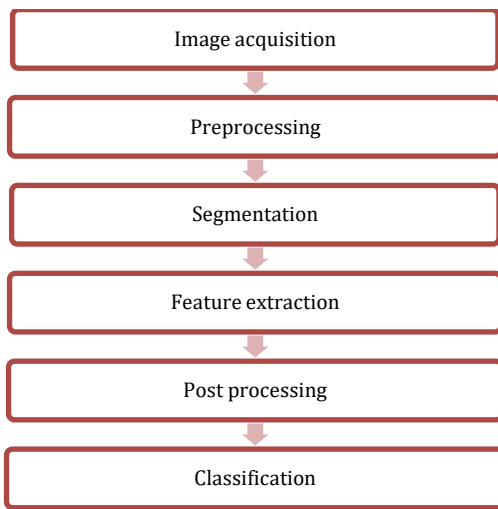 Image acquisition
Preprocessing
Segmentation
Feature extraction
Post processing
Classification